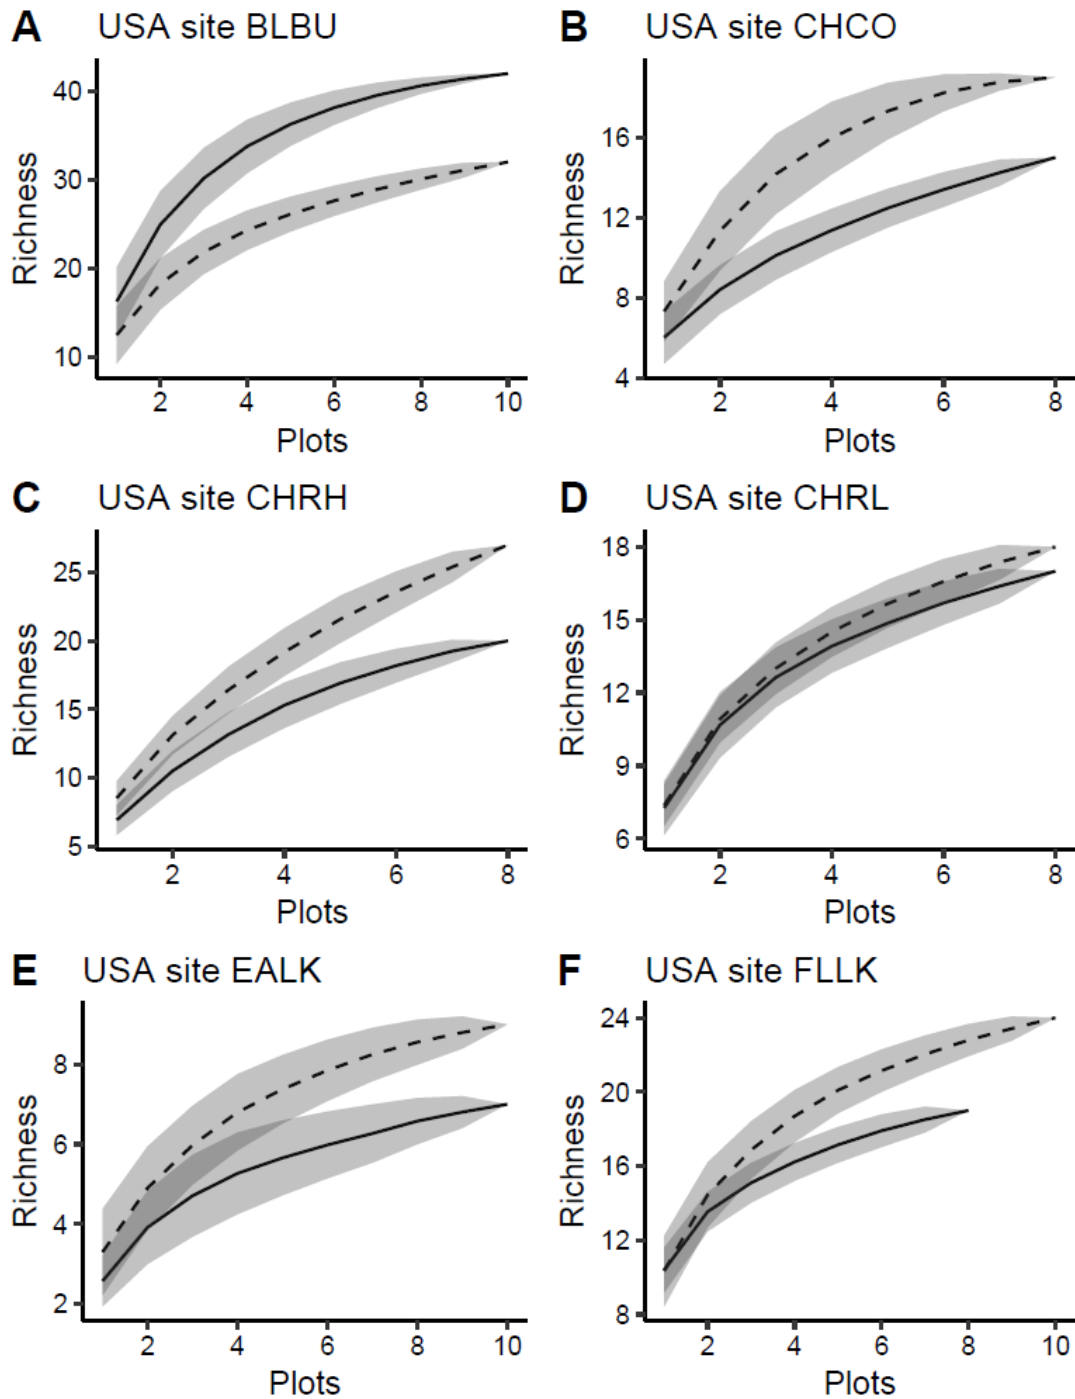 A USA site BLBU
Richness
40
30
20
10
2 4 6 8 10
Plots
B USA site CHCO
Richness
16
12
8
4
2 4 6 8
Plots
C USA site CHRH
Richness
25
20
15
10
5
2 4 6 8
Plots
D USA site CHRL
Richness
18
15
12
9
6
2 4 6 8
Plots
E USA site EALK
Richness
8
6
4
2
2 4 6 8 10
Plots
F USA site FLLK
Richness
24
20
16
12
8
2 4 6 8 10
Plots